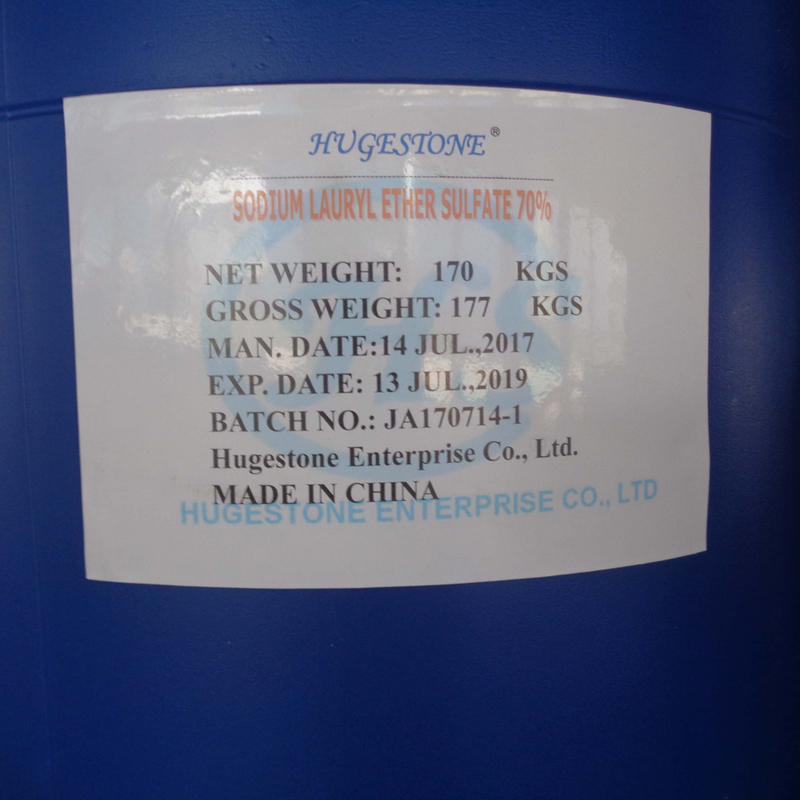 HUGESTONE®
SODIUM LAURYL ETHER SULFATE 70%
NET WEIGHT: 170 KGS
GROSS WEIGHT: 177 KGS
MAN. DATE:14 JUL.,2017
EXP. DATE: 13 JUL.,2019
BATCH NO.: JA170714-1
Hugestone Enterprise Co., Ltd.
MADE IN CHINA
HUGESTONE ENTERPRISE CO., LTD